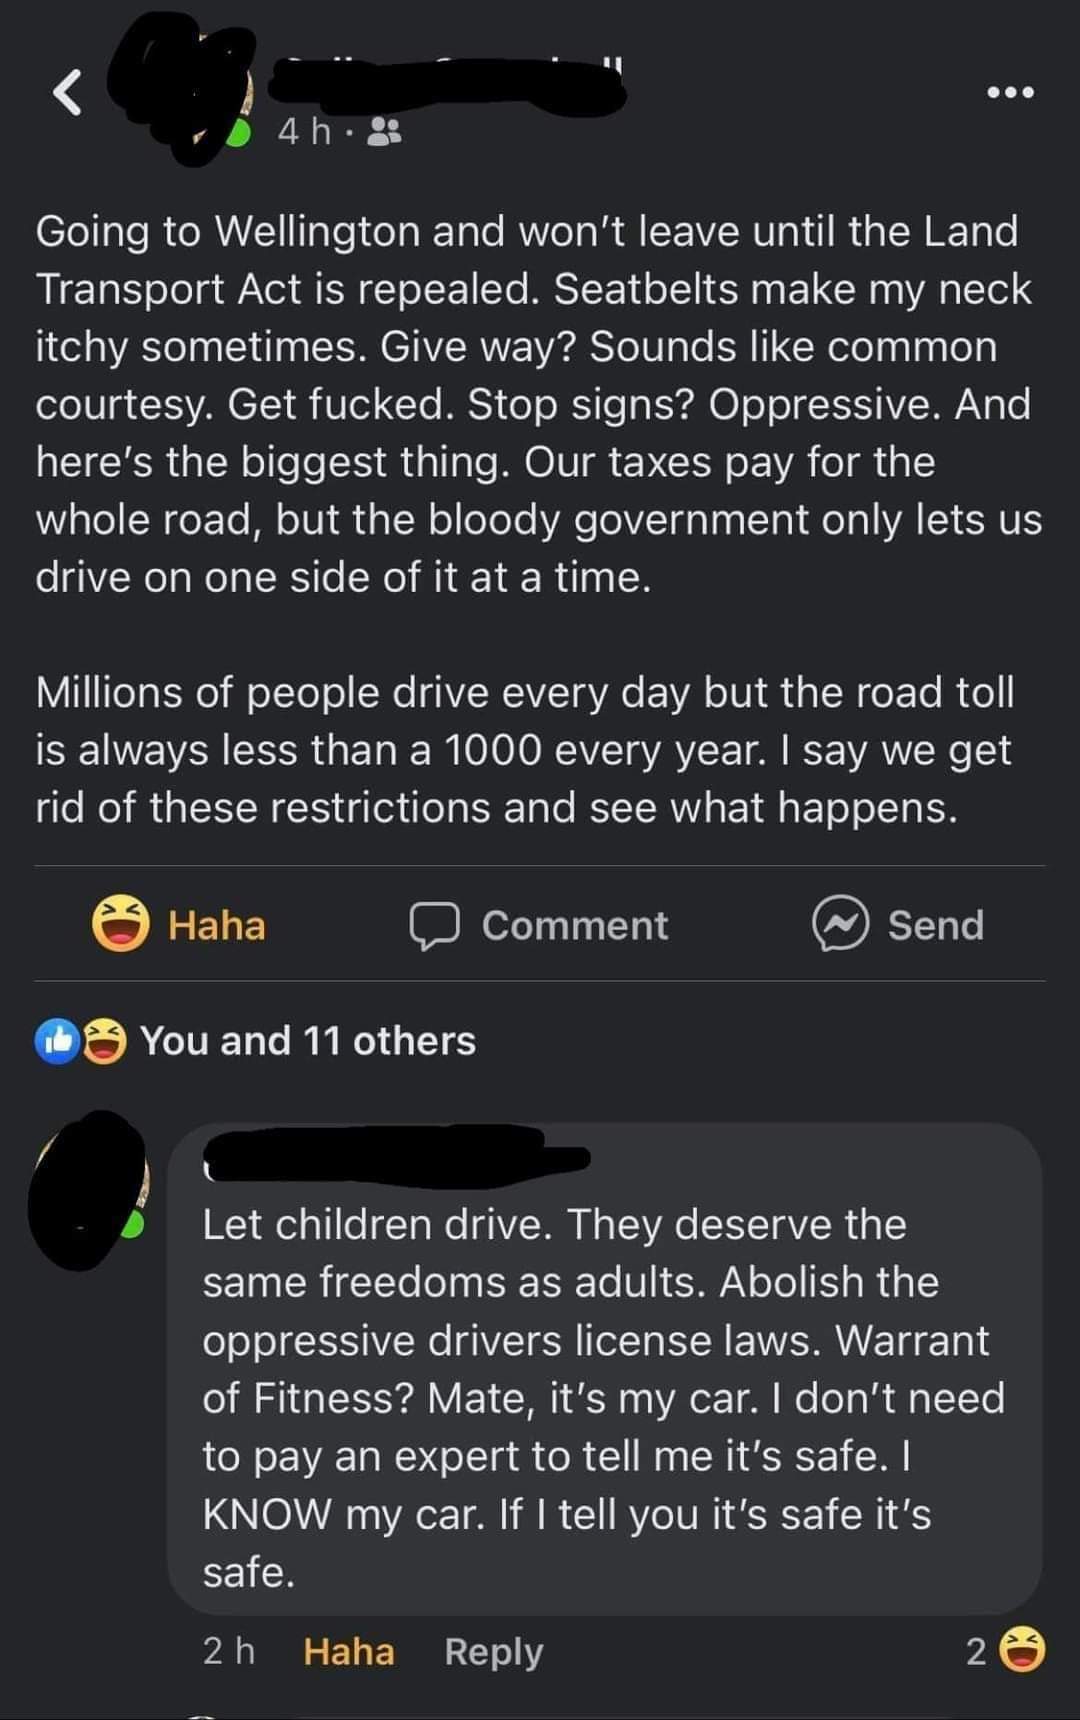 4 h ·
Going to Wellington and won't leave until the Land
Transport Act is repealed. Seatbelts make my neck
itchy sometimes. Give way? Sounds like common
courtesy. Get fucked. Stop signs? Oppressive. And
here's the biggest thing. Our taxes pay for the
whole road, but the bloody government only lets us
drive on one side of it at a time.
Millions of people drive every day but the road toll
is always less than a 1000 every year. I say we get
rid of these restrictions and see what happens.
Haha Comment Send
You and 11 others
Let children drive. They deserve the
same freedoms as adults. Abolish the
oppressive drivers license laws. Warrant
of Fitness? Mate, it's my car. I don't need
to pay an expert to tell me it's safe. I
KNOW my car. If I tell you it's safe it's
safe.
2 h Haha Reply 2